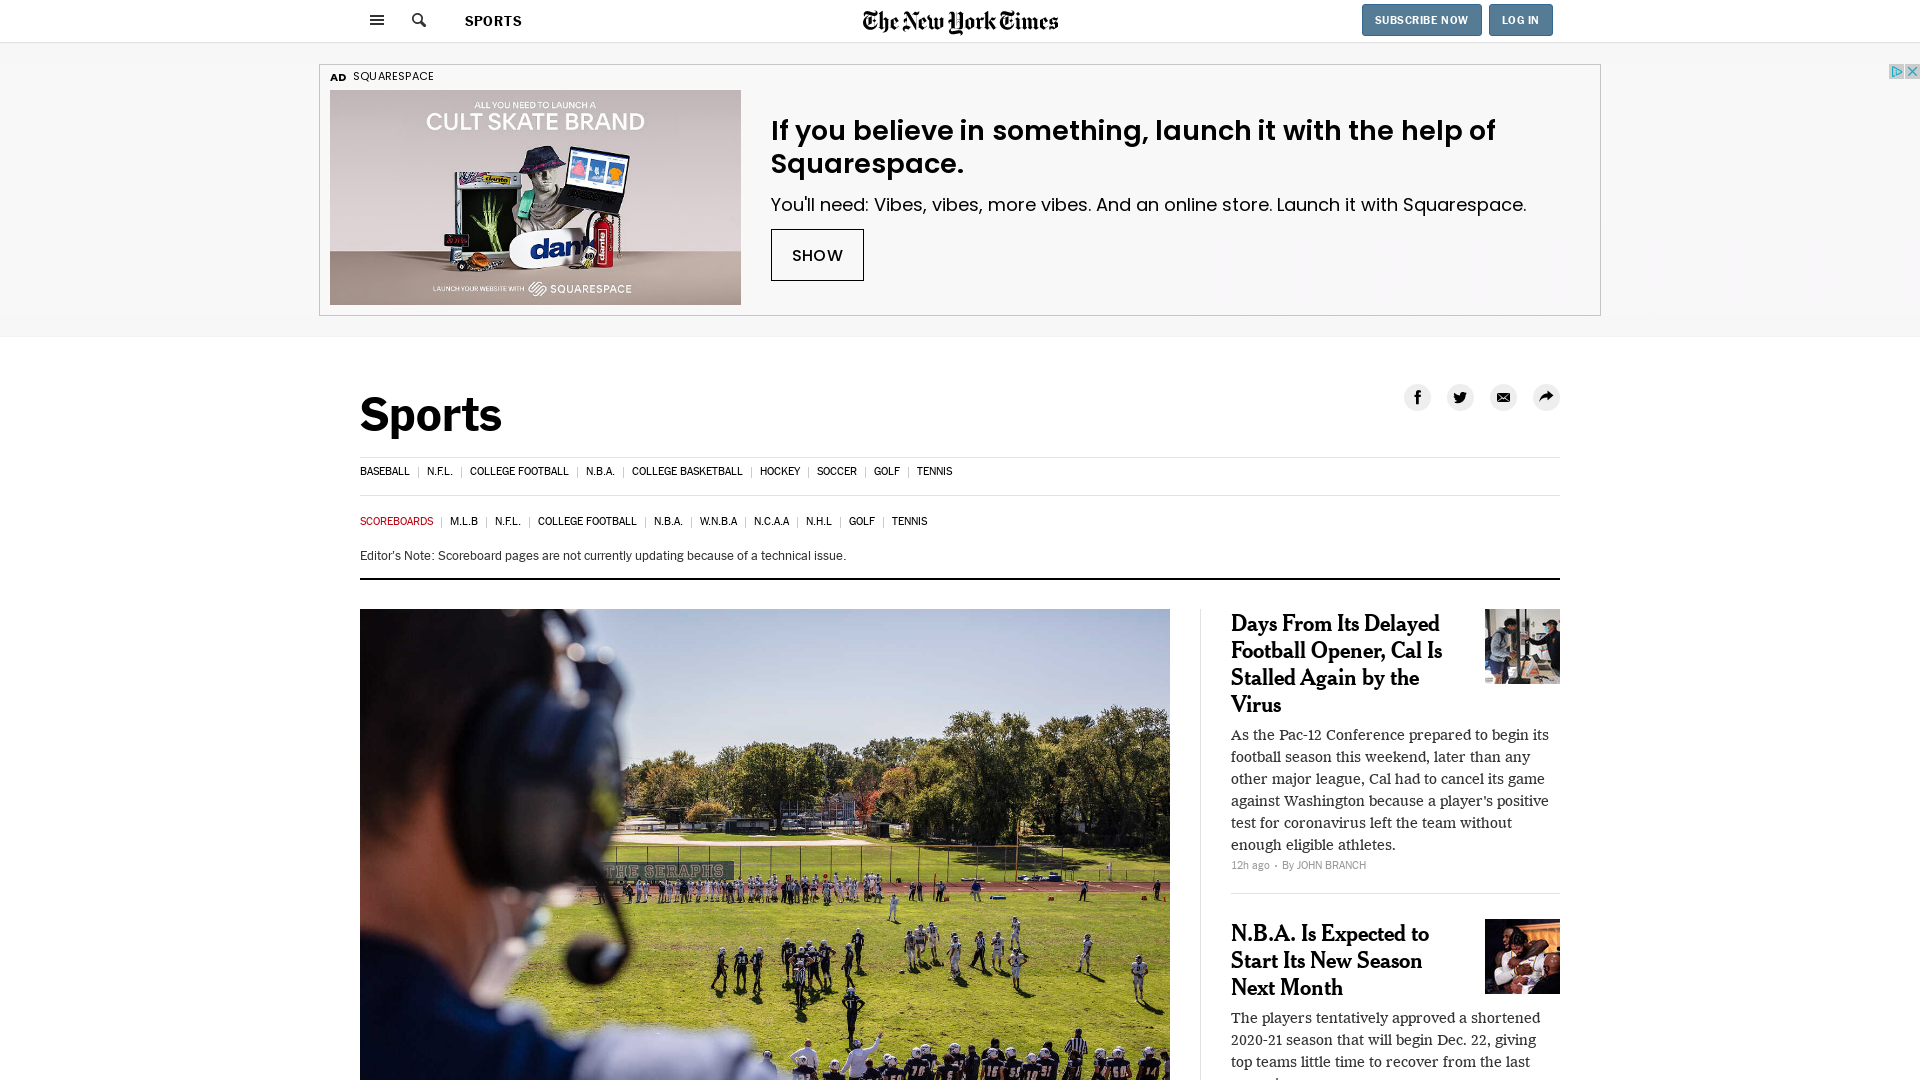 SPORTS
The New York Times
SUBSCRIBE NOW
LOG IN
AD SQUARESPACE
ALL YOU NEED TO LAUNCH A
CULT SKATE BRAND
dante
LAUNCH YOUR WEBSITE WITH SQUARESPACE
If you believe in something, launch it with the help of
Squarespace.
You'll need: Vibes, vibes, more vibes. And an online store. Launch it with Squarespace.
SHOW
Sports
BASEBALL N.F.L. COLLEGE FOOTBALL N.B.A. COLLEGE BASKETBALL HOCKEY SOCCER GOLF TENNIS
SCOREBOARDS M.L.B N.F.L. COLLEGE FOOTBALL N.B.A. W.N.B.A N.C.A.A N.H.L GOLF TENNIS
Editor's Note: Scoreboard pages are not currently updating because of a technical issue.
THE SERAPHS
Days From Its Delayed
Football Opener, Cal Is
Stalled Again by the
Virus
As the Pac-12 Conference prepared to begin its
football season this weekend, later than any
other major league, Cal had to cancel its game
against Washington because a player's positive
test for coronavirus left the team without
enough eligible athletes.
12h ago · By JOHN BRANCH
N.B.A. Is Expected to
Start Its New Season
Next Month
The players tentatively approved a shortened
2020-21 season that will begin Dec. 22, giving
top teams little time to recover from the last